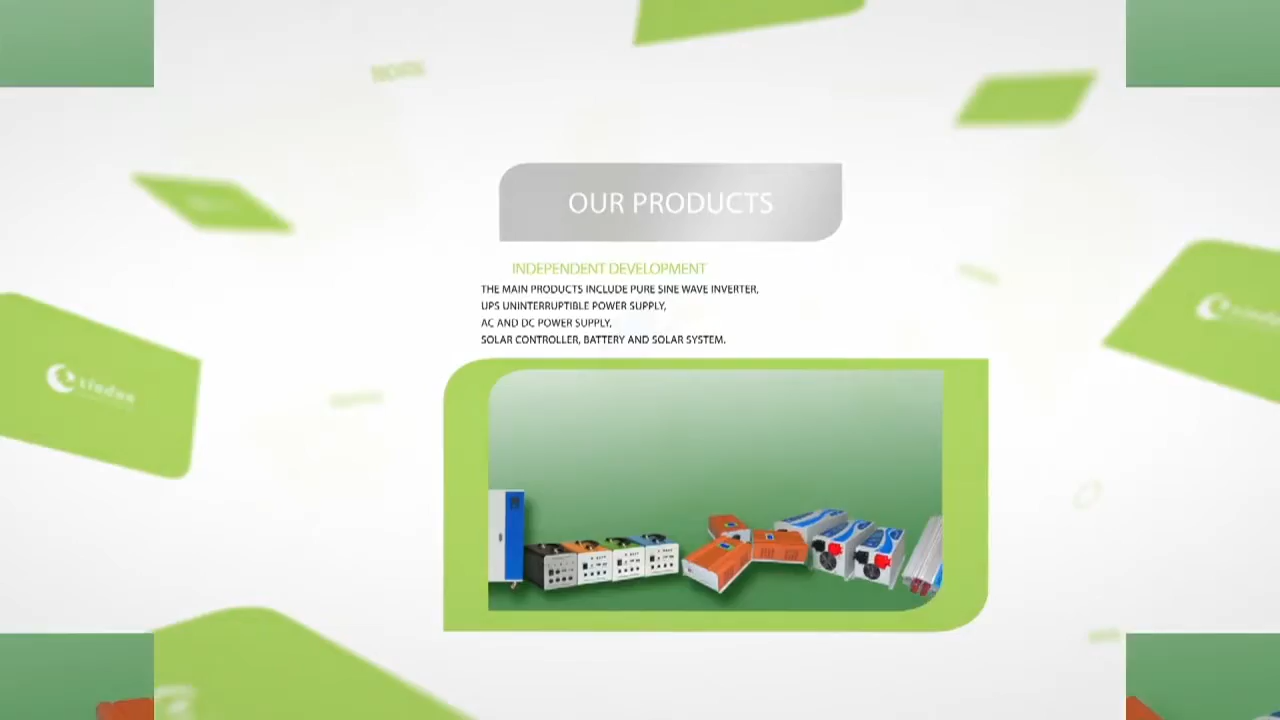 OUR PRODUCTS
INDEPENDENT DEVELOPMENT
THE MAIN PRODUCTS INCLUDE PURE SINE WAVE INVERTER,
UPS UNINTERRUPTIBLE POWER SUPPLY,
AC AND DC POWER SUPPLY,
SOLAR CONTROLLER, BATTERY AND SOLAR SYSTEM.